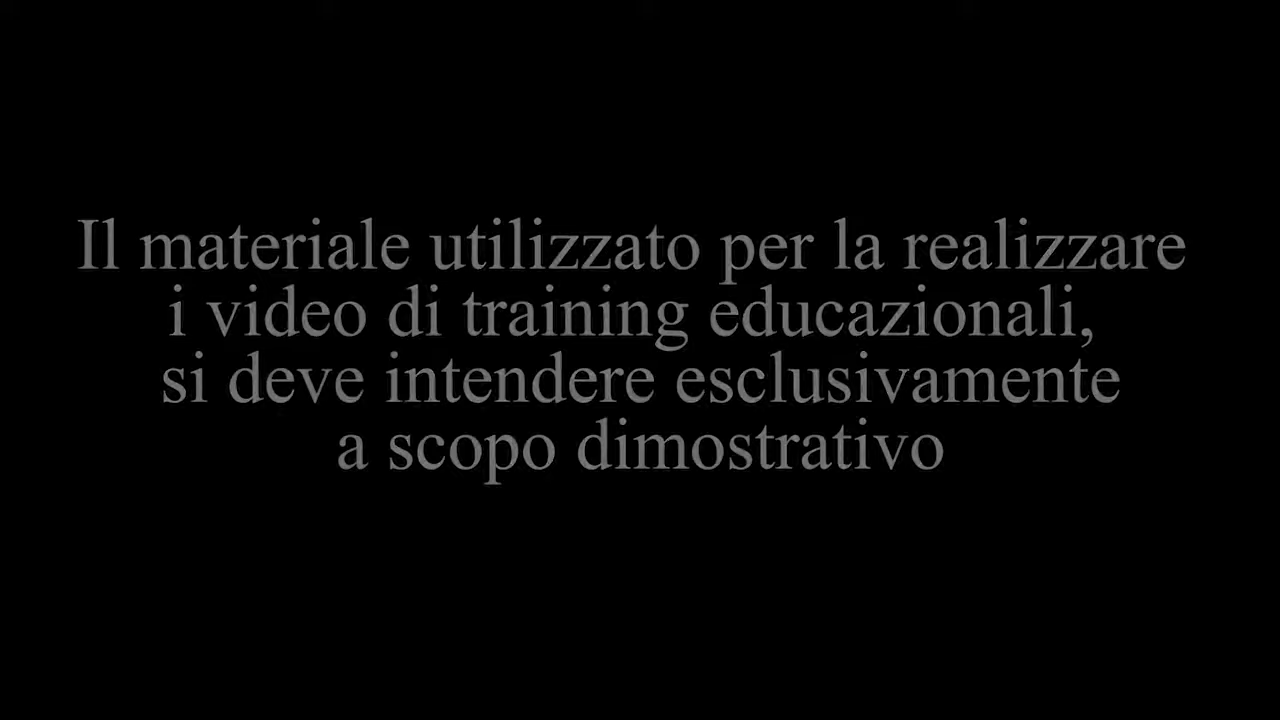 Il materiale utilizzato per la realizzare
i video di training educazionali,
si deve intendere esclusivamente
a scopo dimostrativo